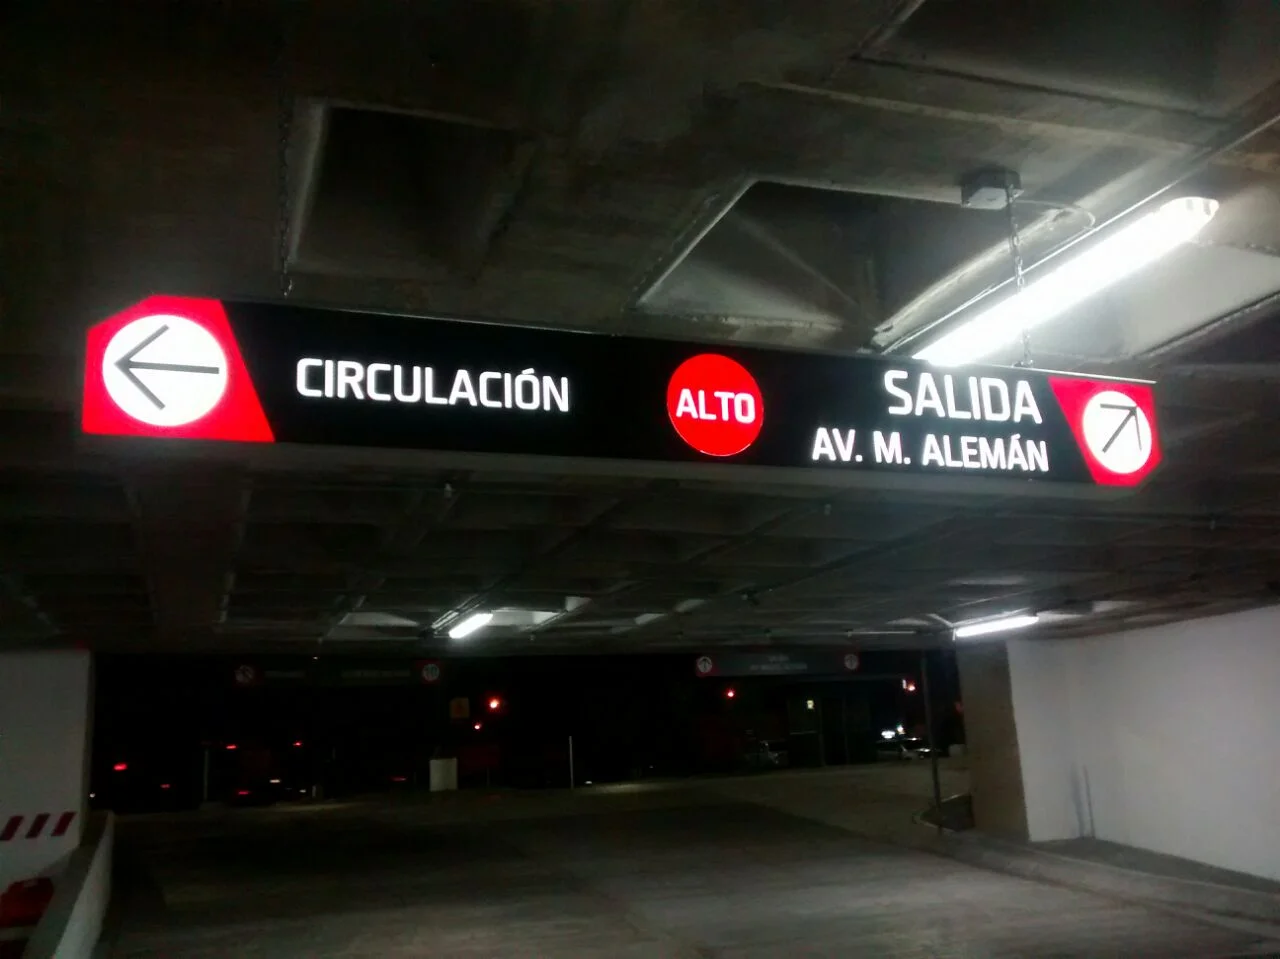 CIRCULACIÓN
ALTO
SALIDA
AV. M. ALEMÁN